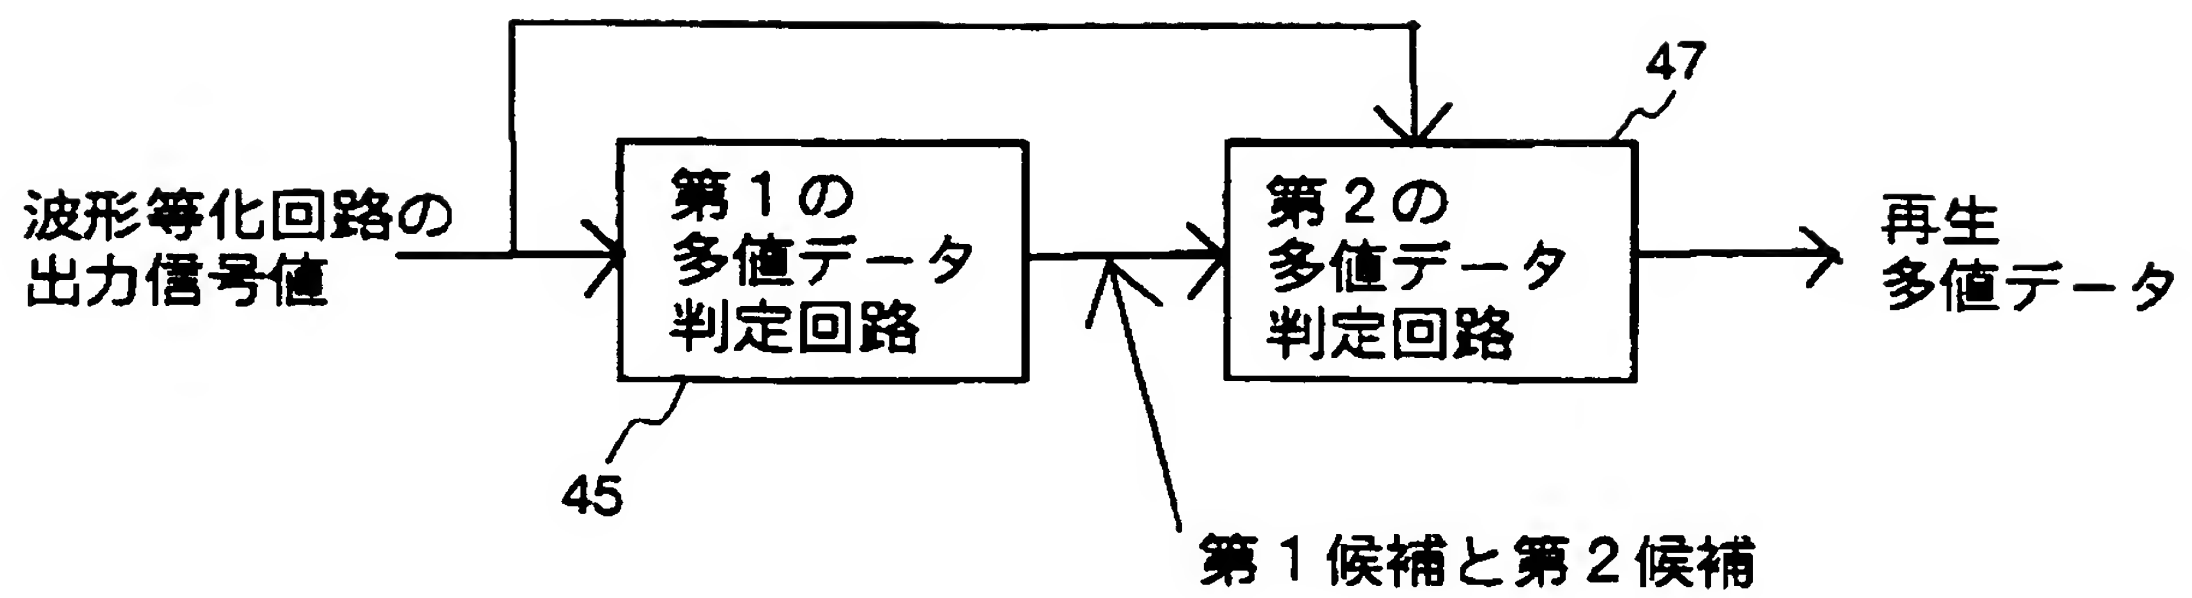 47
波形等化回路の
出力信号値
第1の
多値データ
判定回路
第2の
多値データ
判定回路
再生
多値データ
45
第1候補と第2候補